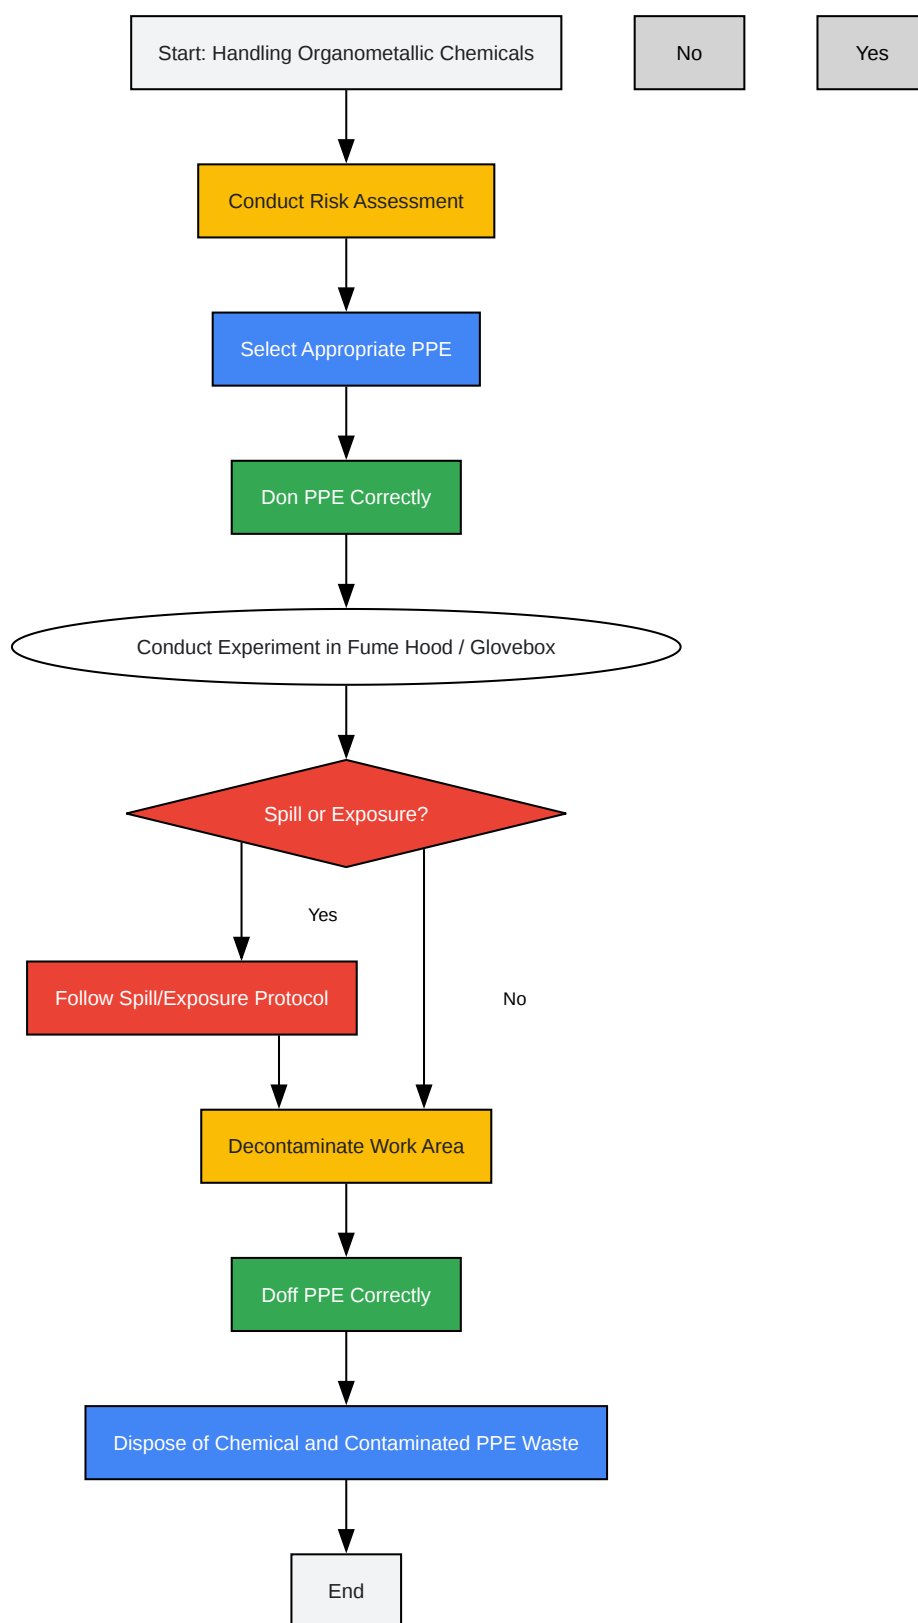 Start: Handling Organometallic Chemicals
No
Yes
Conduct Risk Assessment
Select Appropriate PPE
Don PPE Correctly
Conduct Experiment in Fume Hood / Glovebox
Spill or Exposure?
Yes
Follow Spill/Exposure Protocol
No
Decontaminate Work Area
Doff PPE Correctly
Dispose of Chemical and Contaminated PPE Waste
End